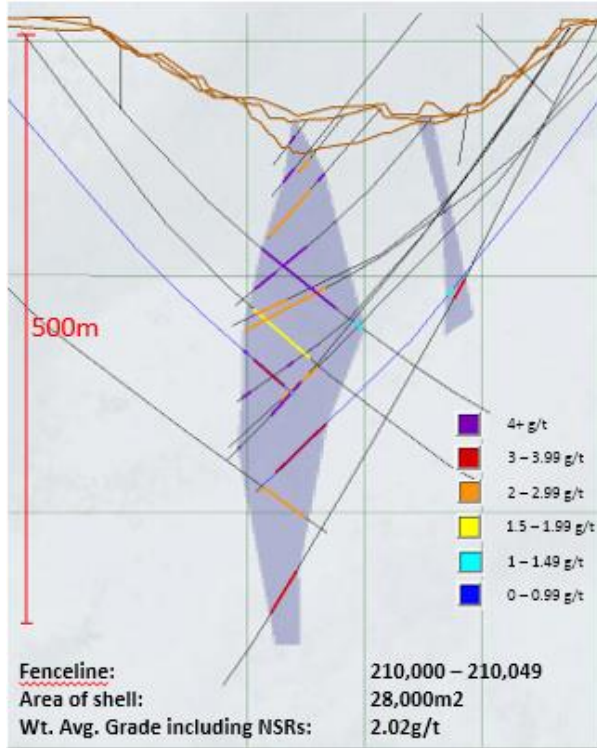 500m
4+ g/t
3 – 3.99 g/t
2 – 2.99 g/t
1.5 – 1.99 g/t
1 – 1.49 g/t
0 – 0.99 g/t
Fenceline: 210,000 – 210,049
Area of shell: 28,000m2
Wt. Avg. Grade including NSRs: 2.02g/t